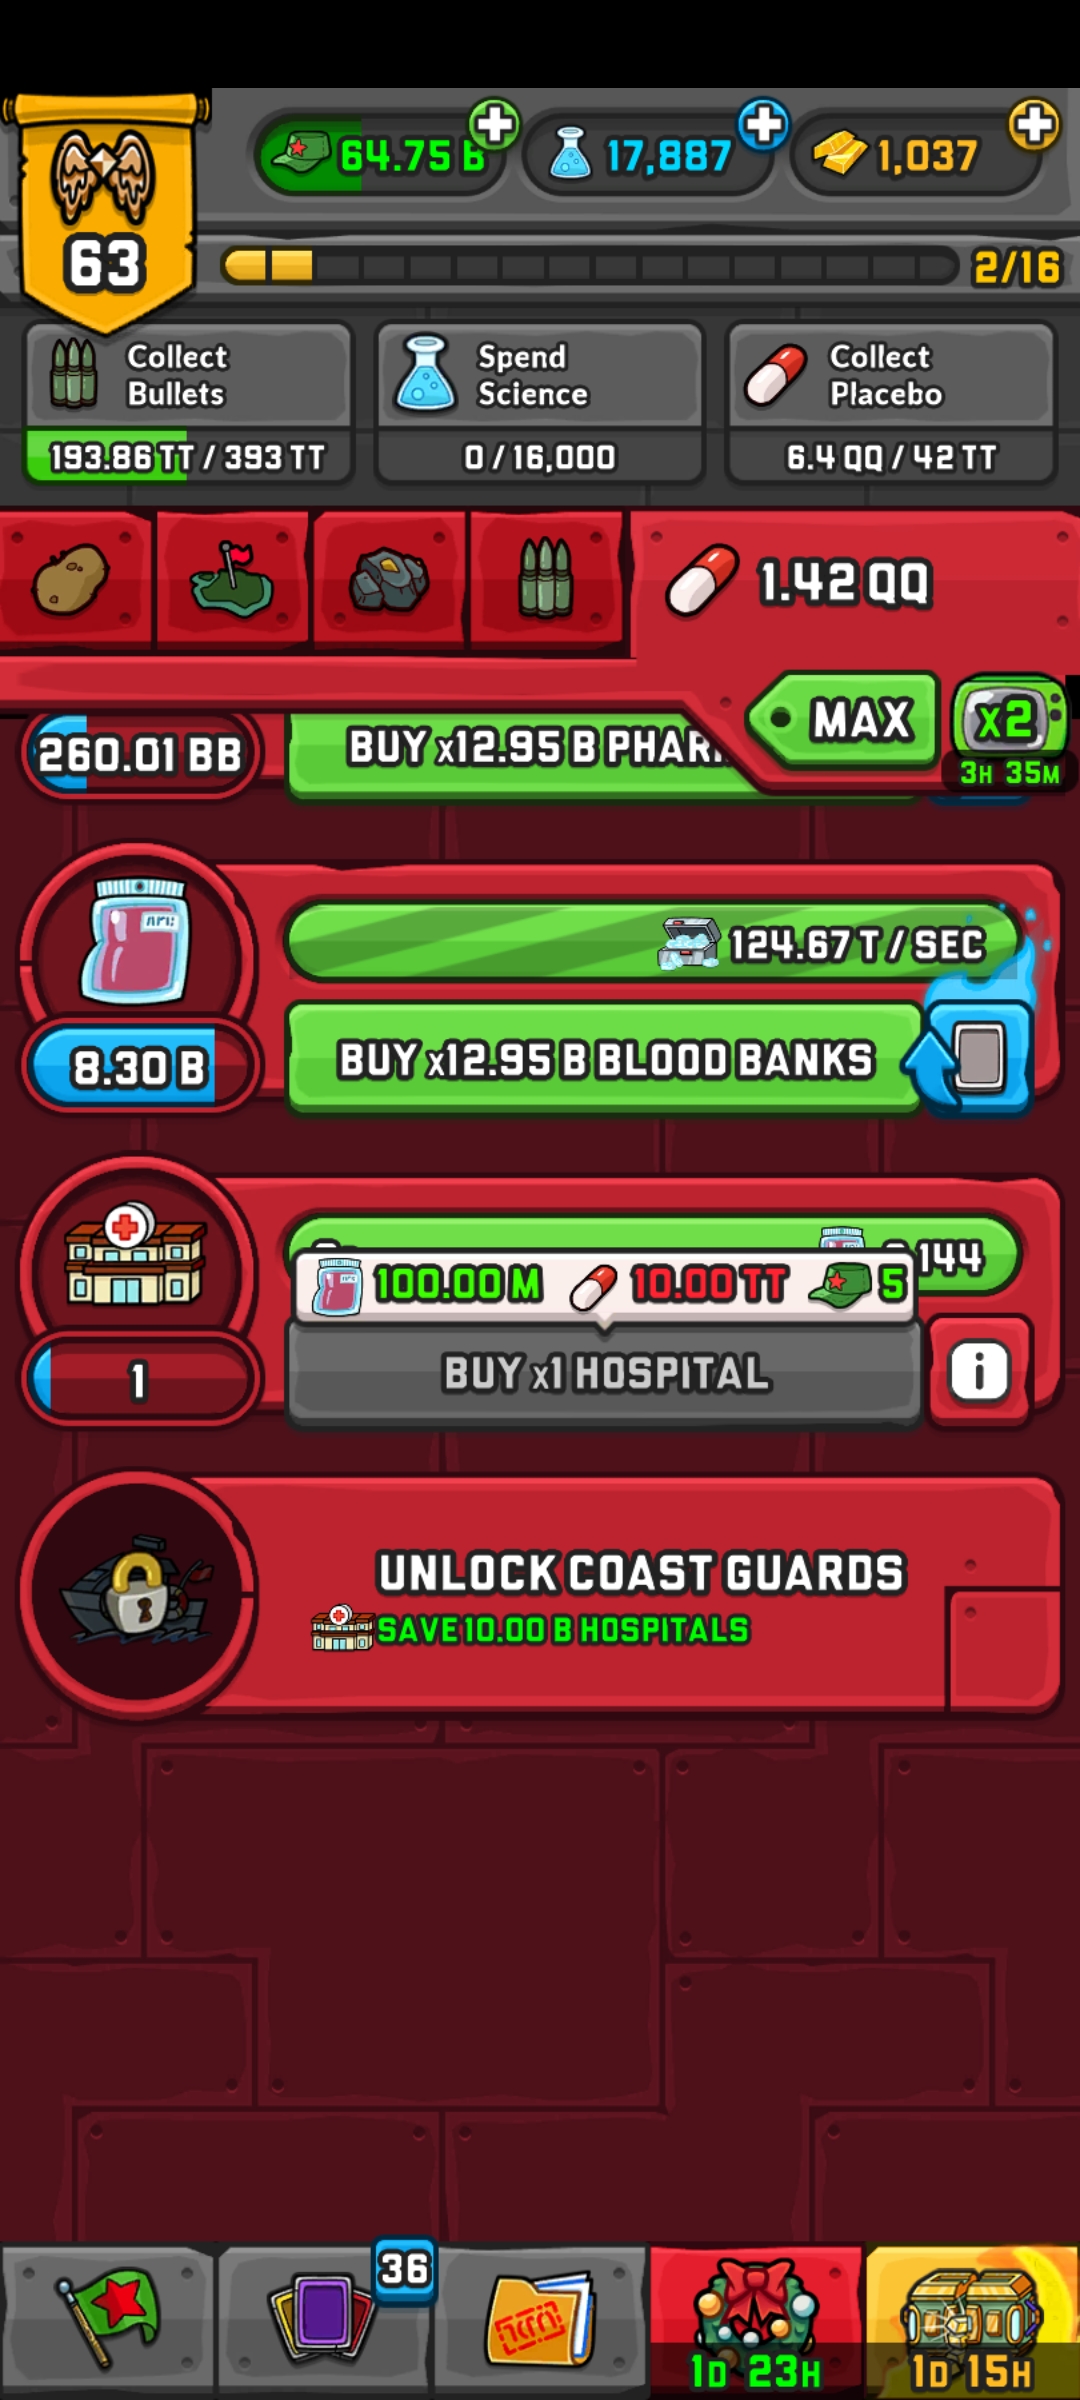 64.75 B
17,887
1,037
63
2/16
Collect Bullets
193.86 TT / 393 TT
Spend Science
0 / 16,000
Collect Placebo
6.4 QQ / 42 TT
1.42 QQ
MAX
x2
3H 35M
260.01 BB
BUY x12.95 B
124.67 T / SEC
8.30 B
BUY x12.95 B BLOOD BANKS
144
100.00 M
10.00 TT
5
1
BUY x1 HOSPITAL
i
UNLOCK COAST GUARDS
SAVE 10.00 B HOSPITALS
36
1D 23H
1D 15H